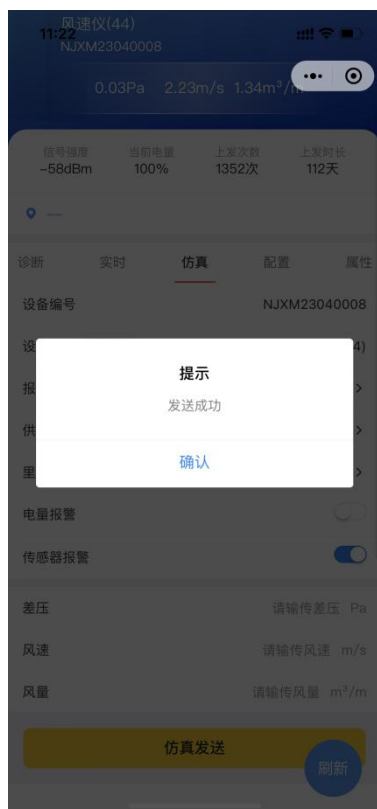 11:22
风速仪(44)
NJXM23040008
0.03Pa 2.23m/s 1.34m³/
信号强度 当前电量 上发次数 上发时长
-58dBm 100% 1352次 112天
--
诊断 实时 仿真 配置 属性
设备编号 NJXM23040008
设 4)
提示
报
发送成功
供
确认
里
电量报警
传感器报警
差压 请输传差压 Pa
风速 请输传风速 m/s
风量 请输传风量 m³/m
仿真发送
刷新